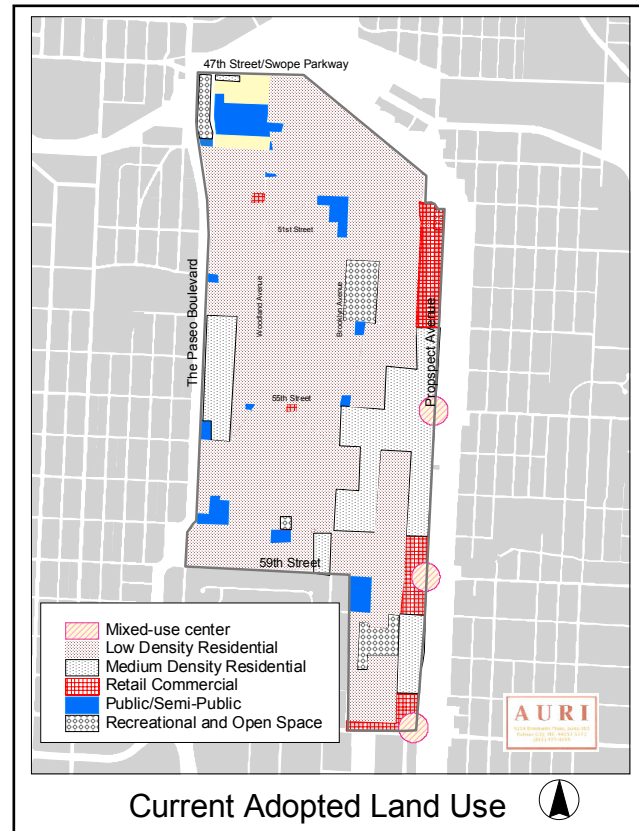 47th Street/Swope Parkway
51st Street
The Paseo Boulevard
Woodland Avenue
Brooklyn Avenue
Propspect Avenue
55th Street
59th Street
Mixed-use center
Low Density Residential
Medium Density Residential
Retail Commercial
Public/Semi-Public
Recreational and Open Space
AURI
Current Adopted Land Use